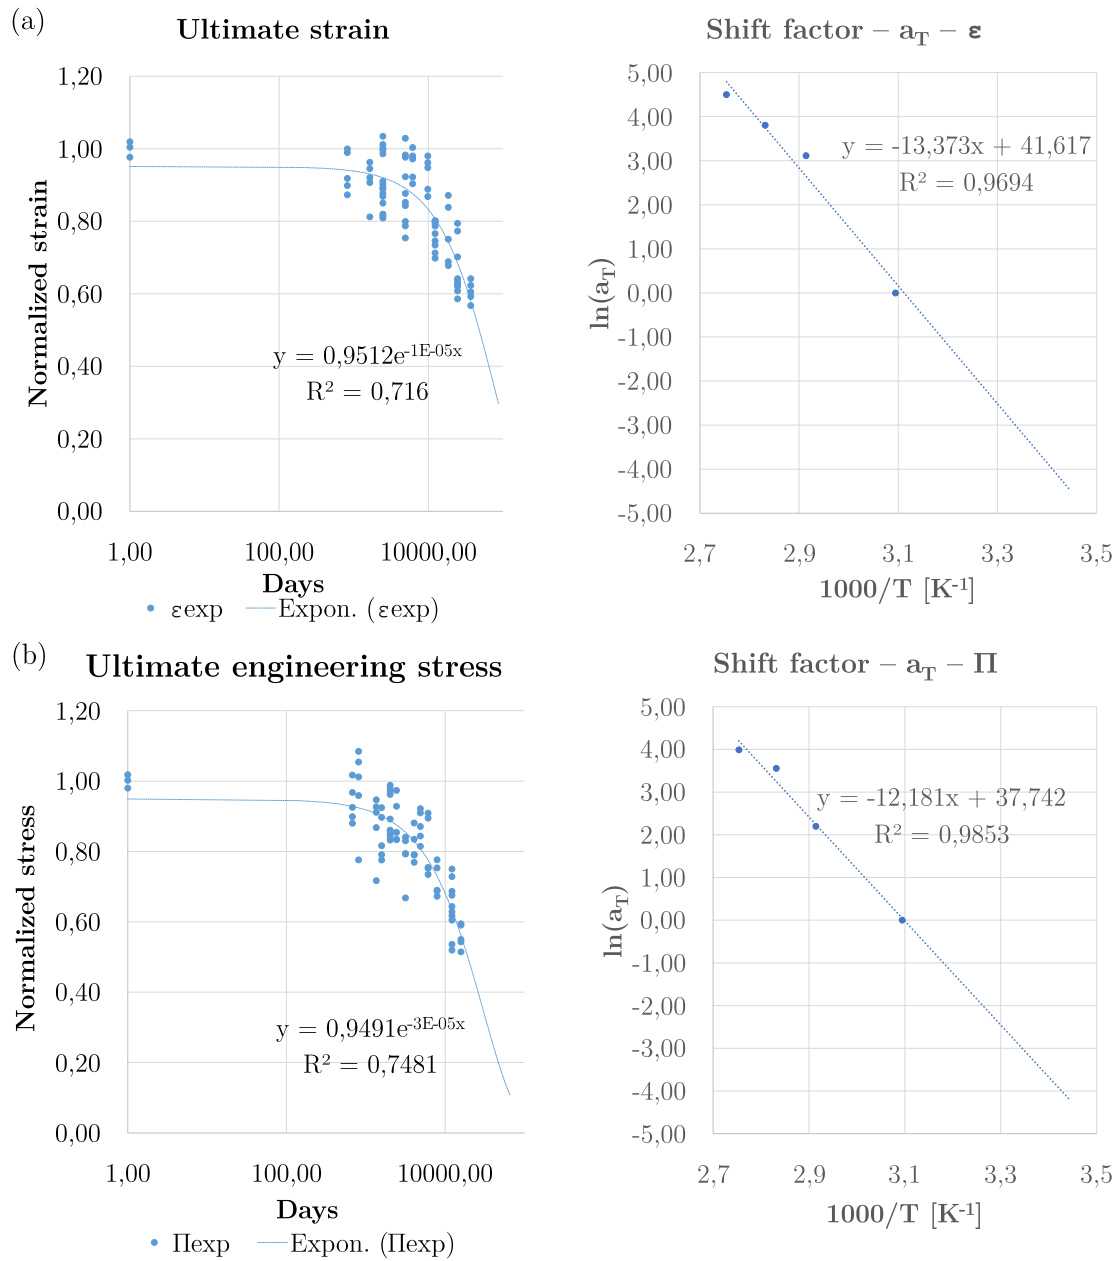 (a)
Ultimate strain
1,20
1,00
0,80
0,60
0,40
0,20
0,00
Normalized strain
y = 0,9512e^-1E-05x
R² = 0,716
1,00 100,00 10000,00
Days
εexp Expon. (εexp)
Shift factor – a_T – ε
5,00
4,00
3,00
2,00
1,00
0,00
-1,00
-2,00
-3,00
-4,00
-5,00
ln(a_T)
y = -13,373x + 41,617
R² = 0,9694
2,7 2,9 3,1 3,3 3,5
1000/T [K⁻¹]
(b)
Ultimate engineering stress
1,20
1,00
0,80
0,60
0,40
0,20
0,00
Normalized stress
y = 0,9491e^-3E-05x
R² = 0,7481
1,00 100,00 10000,00
Days
Πexp Expon. (Πexp)
Shift factor – a_T – Π
5,00
4,00
3,00
2,00
1,00
0,00
-1,00
-2,00
-3,00
-4,00
-5,00
ln(a_T)
y = -12,181x + 37,742
R² = 0,9853
2,7 2,9 3,1 3,3 3,5
1000/T [K⁻¹]